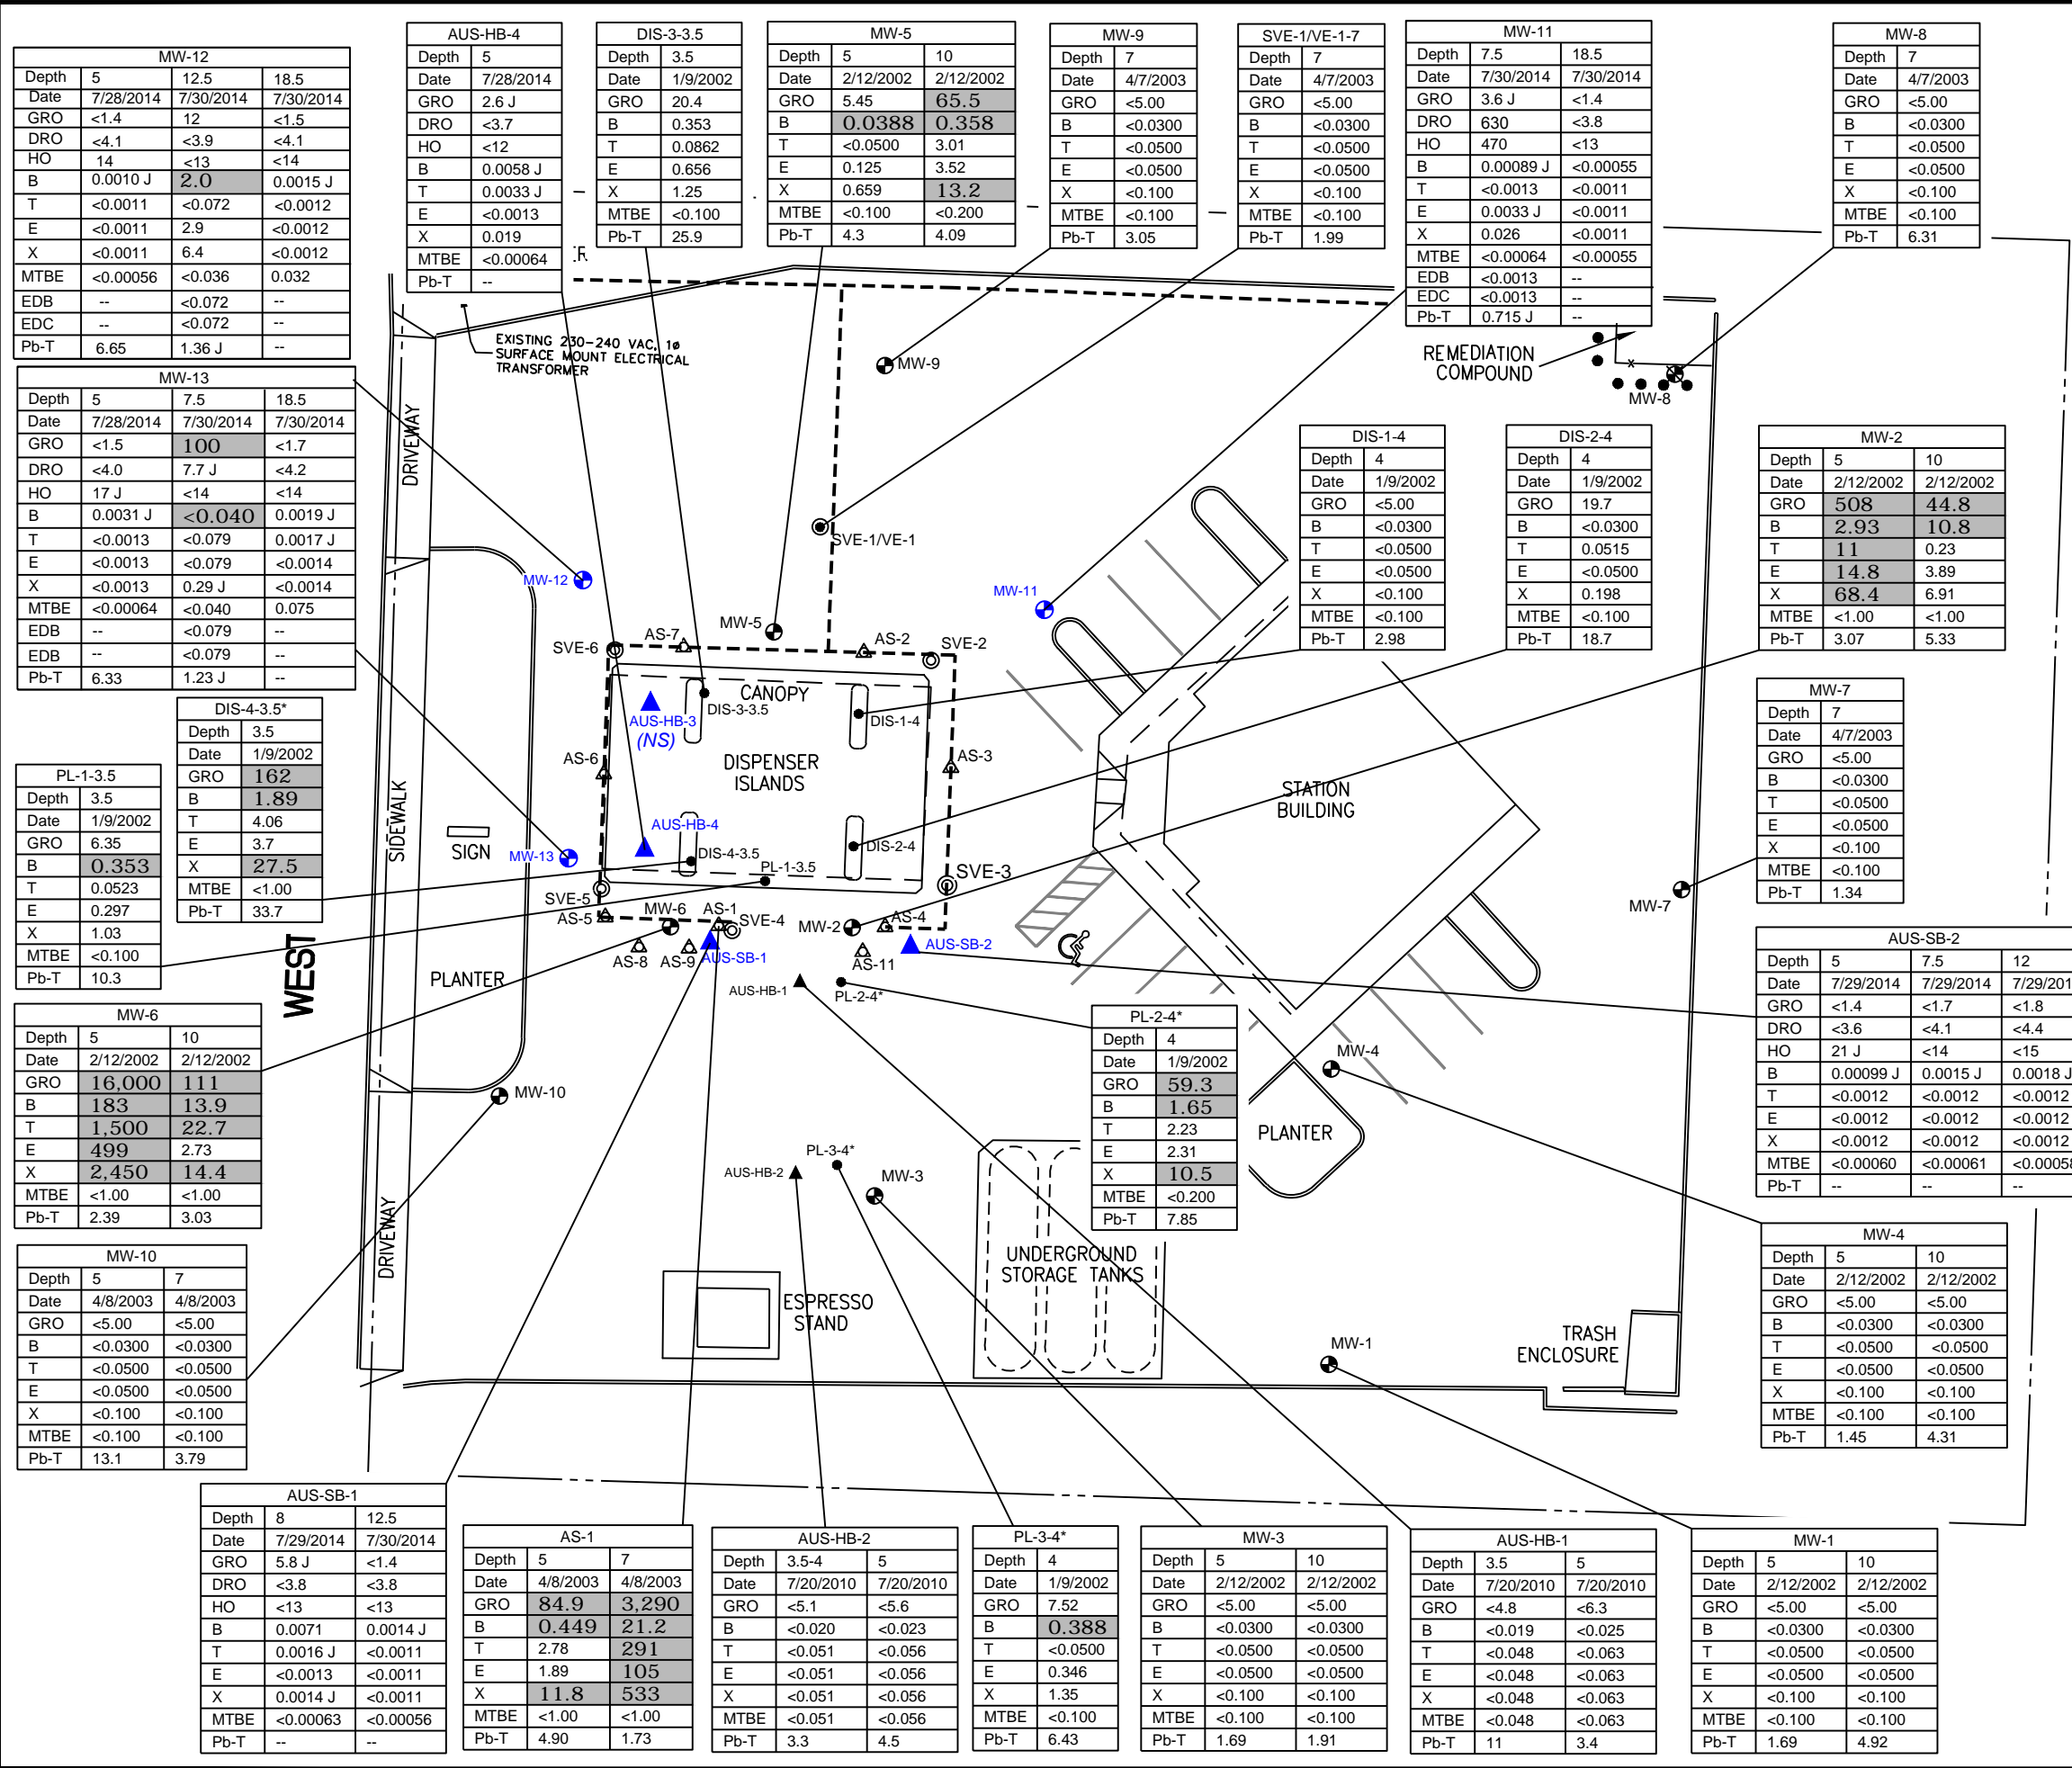 MW-12
Depth 5 12.5 18.5
Date 7/28/2014 7/30/2014 7/30/2014
GRO <1.4 12 <1.5
DRO <4.1 <3.9 <4.1
HO 14 <13 <14
B 0.0010 J 2.0 0.0015 J
T <0.0011 <0.072 <0.0012
E <0.0011 2.9 <0.0012
X <0.0011 6.4 <0.0012
MTBE <0.00056 <0.036 0.032
EDB -- <0.072 --
EDC -- <0.072 --
Pb-T 6.65 1.36 J --
AUS-HB-4
Depth 5
Date 7/28/2014
GRO 2.6 J
DRO <3.7
HO <12
B 0.0058 J
T 0.0033 J
E <0.0013
X 0.019
MTBE <0.00064
Pb-T --
DIS-3-3.5
Depth 3.5
Date 1/9/2002
GRO 20.4
B 0.353
T 0.0862
E 0.656
X 1.25
MTBE <0.100
Pb-T 25.9
MW-5
Depth 5 10
Date 2/12/2002 2/12/2002
GRO 5.45 65.5
B 0.0388 0.358
T <0.0500 3.01
E 0.125 3.52
X 0.659 13.2
MTBE <0.100 <0.200
Pb-T 4.3 4.09
MW-9
Depth 7
Date 4/7/2003
GRO <5.00
B <0.0300
T <0.0500
E <0.0500
X <0.100
MTBE <0.100
Pb-T 3.05
SVE-1/VE-1-7
Depth 7
Date 4/7/2003
GRO <5.00
B <0.0300
T <0.0500
E <0.0500
X <0.100
MTBE <0.100
Pb-T 1.99
MW-11
Depth 7.5 18.5
Date 7/30/2014 7/30/2014
GRO 3.6 J <1.4
DRO 630 <3.8
HO 470 <13
B 0.00089 J <0.00055
T <0.0013 <0.0011
E 0.0033 J <0.0011
X 0.026 <0.0011
MTBE <0.00064 <0.00055
EDB <0.0013 --
EDC <0.0013 --
Pb-T 0.715 J --
MW-8
Depth 7
Date 4/7/2003
GRO <5.00
B <0.0300
T <0.0500
E <0.0500
X <0.100
MTBE <0.100
Pb-T 6.31
R
EXISTING 230-240 VAC, 1ø
SURFACE MOUNT ELECTRICAL
TRANSFORMER
MW-9
REMEDIATION
COMPOUND
x
MW-8
MW-13
Depth 5 7.5 18.5
Date 7/28/2014 7/30/2014 7/30/2014
GRO <1.5 100 <1.7
DRO <4.0 7.7 J <4.2
HO 17 J <14 <14
B 0.0031 J <0.040 0.0019 J
T <0.0013 <0.079 0.0017 J
E <0.0013 <0.079 <0.0014
X <0.0013 0.29 J <0.0014
MTBE <0.00064 <0.040 0.075
EDB -- <0.079 --
EDB -- <0.079 --
Pb-T 6.33 1.23 J --
DRIVEWAY
DIS-1-4
Depth 4
Date 1/9/2002
GRO <5.00
B <0.0300
T <0.0500
E <0.0500
X <0.100
MTBE <0.100
Pb-T 2.98
DIS-2-4
Depth 4
Date 1/9/2002
GRO 19.7
B <0.0300
T 0.0515
E <0.0500
X 0.198
MTBE <0.100
Pb-T 18.7
MW-2
Depth 5 10
Date 2/12/2002 2/12/2002
GRO 508 44.8
B 2.93 10.8
T 11 0.23
E 14.8 3.89
X 68.4 6.91
MTBE <1.00 <1.00
Pb-T 3.07 5.33
SVE-1/VE-1
MW-12
MW-11
MW-5
AS-7
AS-2
SVE-6
SVE-2
CANOPY
DIS-3-3.5
DIS-1-4
AUS-HB-3
(NS)
AS-6
AS-3
DISPENSER
ISLANDS
STATION
BUILDING
DIS-4-3.5*
Depth 3.5
Date 1/9/2002
GRO 162
B 1.89
T 4.06
E 3.7
X 27.5
MTBE <1.00
Pb-T 33.7
PL-1-3.5
Depth 3.5
Date 1/9/2002
GRO 6.35
B 0.353
T 0.0523
E 0.297
X 1.03
MTBE <0.100
Pb-T 10.3
MW-7
Depth 7
Date 4/7/2003
GRO <5.00
B <0.0300
T <0.0500
E <0.0500
X <0.100
MTBE <0.100
Pb-T 1.34
SIDEWALK
SIGN
AUS-HB-4
MW-13
DIS-4-3.5
DIS-2-4
PL-1-3.5
SVE-3
SVE-5
AS-5
MW-6
AS-1
SVE-4
MW-2
AS-4
AUS-SB-2
AS-8
AS-9
AUS-SB-1
AS-11
MW-7
WEST
PLANTER
AUS-HB-1
PL-2-4*
AUS-SB-2
Depth 5 7.5 12
Date 7/29/2014 7/29/2014 7/29/201
GRO <1.4 <1.7 <1.8
DRO <3.6 <4.1 <4.4
HO 21 J <14 <15
B 0.00099 J 0.0015 J 0.0018 J
T <0.0012 <0.0012 <0.0012
E <0.0012 <0.0012 <0.0012
X <0.0012 <0.0012 <0.0012
MTBE <0.00060 <0.00061 <0.00058
Pb-T -- -- --
MW-6
Depth 5 10
Date 2/12/2002 2/12/2002
GRO 16,000 111
B 183 13.9
T 1,500 22.7
E 499 2.73
X 2,450 14.4
MTBE <1.00 <1.00
Pb-T 2.39 3.03
PL-2-4*
Depth 4
Date 1/9/2002
GRO 59.3
B 1.65
T 2.23
E 2.31
X 10.5
MTBE <0.200
Pb-T 7.85
MW-4
MW-10
PLANTER
PL-3-4*
AUS-HB-2
MW-3
DRIVEWAY
UNDERGROUND
STORAGE TANKS
ESPRESSO
STAND
MW-10
Depth 5 7
Date 4/8/2003 4/8/2003
GRO <5.00 <5.00
B <0.0300 <0.0300
T <0.0500 <0.0500
E <0.0500 <0.0500
X <0.100 <0.100
MTBE <0.100 <0.100
Pb-T 13.1 3.79
MW-4
Depth 5 10
Date 2/12/2002 2/12/2002
GRO <5.00 <5.00
B <0.0300 <0.0300
T <0.0500 <0.0500
E <0.0500 <0.0500
X <0.100 <0.100
MTBE <0.100 <0.100
Pb-T 1.45 4.31
MW-1
TRASH
ENCLOSURE
AUS-SB-1
Depth 8 12.5
Date 7/29/2014 7/30/2014
GRO 5.8 J <1.4
DRO <3.8 <3.8
HO <13 <13
B 0.0071 0.0014 J
T 0.0016 J <0.0011
E <0.0013 <0.0011
X 0.0014 J <0.0011
MTBE <0.00063 <0.00056
Pb-T -- --
AS-1
Depth 5 7
Date 4/8/2003 4/8/2003
GRO 84.9 3,290
B 0.449 21.2
T 2.78 291
E 1.89 105
X 11.8 533
MTBE <1.00 <1.00
Pb-T 4.90 1.73
AUS-HB-2
Depth 3.5-4 5
Date 7/20/2010 7/20/2010
GRO <5.1 <5.6
B <0.020 <0.023
T <0.051 <0.056
E <0.051 <0.056
X <0.051 <0.056
MTBE <0.051 <0.056
Pb-T 3.3 4.5
PL-3-4*
Depth 4
Date 1/9/2002
GRO 7.52
B 0.388
T <0.0500
E 0.346
X 1.35
MTBE <0.100
Pb-T 6.43
MW-3
Depth 5 10
Date 2/12/2002 2/12/2002
GRO <5.00 <5.00
B <0.0300 <0.0300
T <0.0500 <0.0500
E <0.0500 <0.0500
X <0.100 <0.100
MTBE <0.100 <0.100
Pb-T 1.69 1.91
AUS-HB-1
Depth 3.5 5
Date 7/20/2010 7/20/2010
GRO <4.8 <6.3
B <0.019 <0.025
T <0.048 <0.063
E <0.048 <0.063
X <0.048 <0.063
MTBE <0.048 <0.063
Pb-T 11 3.4
MW-1
Depth 5 10
Date 2/12/2002 2/12/2002
GRO <5.00 <5.00
B <0.0300 <0.0300
T <0.0500 <0.0500
E <0.0500 <0.0500
X <0.100 <0.100
MTBE <0.100 <0.100
Pb-T 1.69 4.92